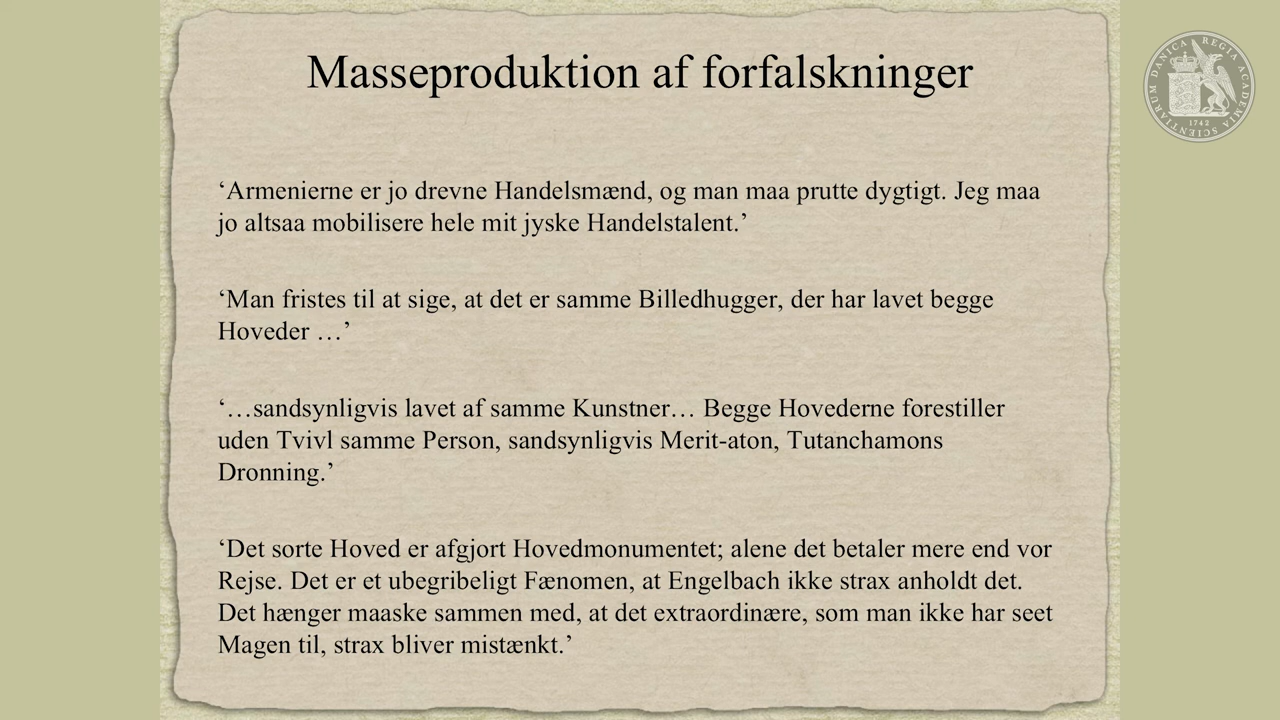 Masseproduktion af forfalskninger
‘Armenierne er jo drevne Handelsmænd, og man maa prutte dygtigt. Jeg maa
jo altsaa mobilisere hele mit jyske Handelstalent.’
‘Man fristes til at sige, at det er samme Billedhugger, der har lavet begge
Hoveder …’
‘…sandsynligvis lavet af samme Kunstner… Begge Hovederne forestiller
uden Tvivl samme Person, sandsynligvis Merit-aton, Tutanchamons
Dronning.’
‘Det sorte Hoved er afgjort Hovedmonumentet; alene det betaler mere end vor
Rejse. Det er et ubegribeligt Fænomen, at Engelbach ikke strax anholdt det.
Det hænger maaske sammen med, at det extraordinære, som man ikke har seet
Magen til, strax bliver mistænkt.’
REGIA ACADEMIA SCIENTIARUM DANICA
1742